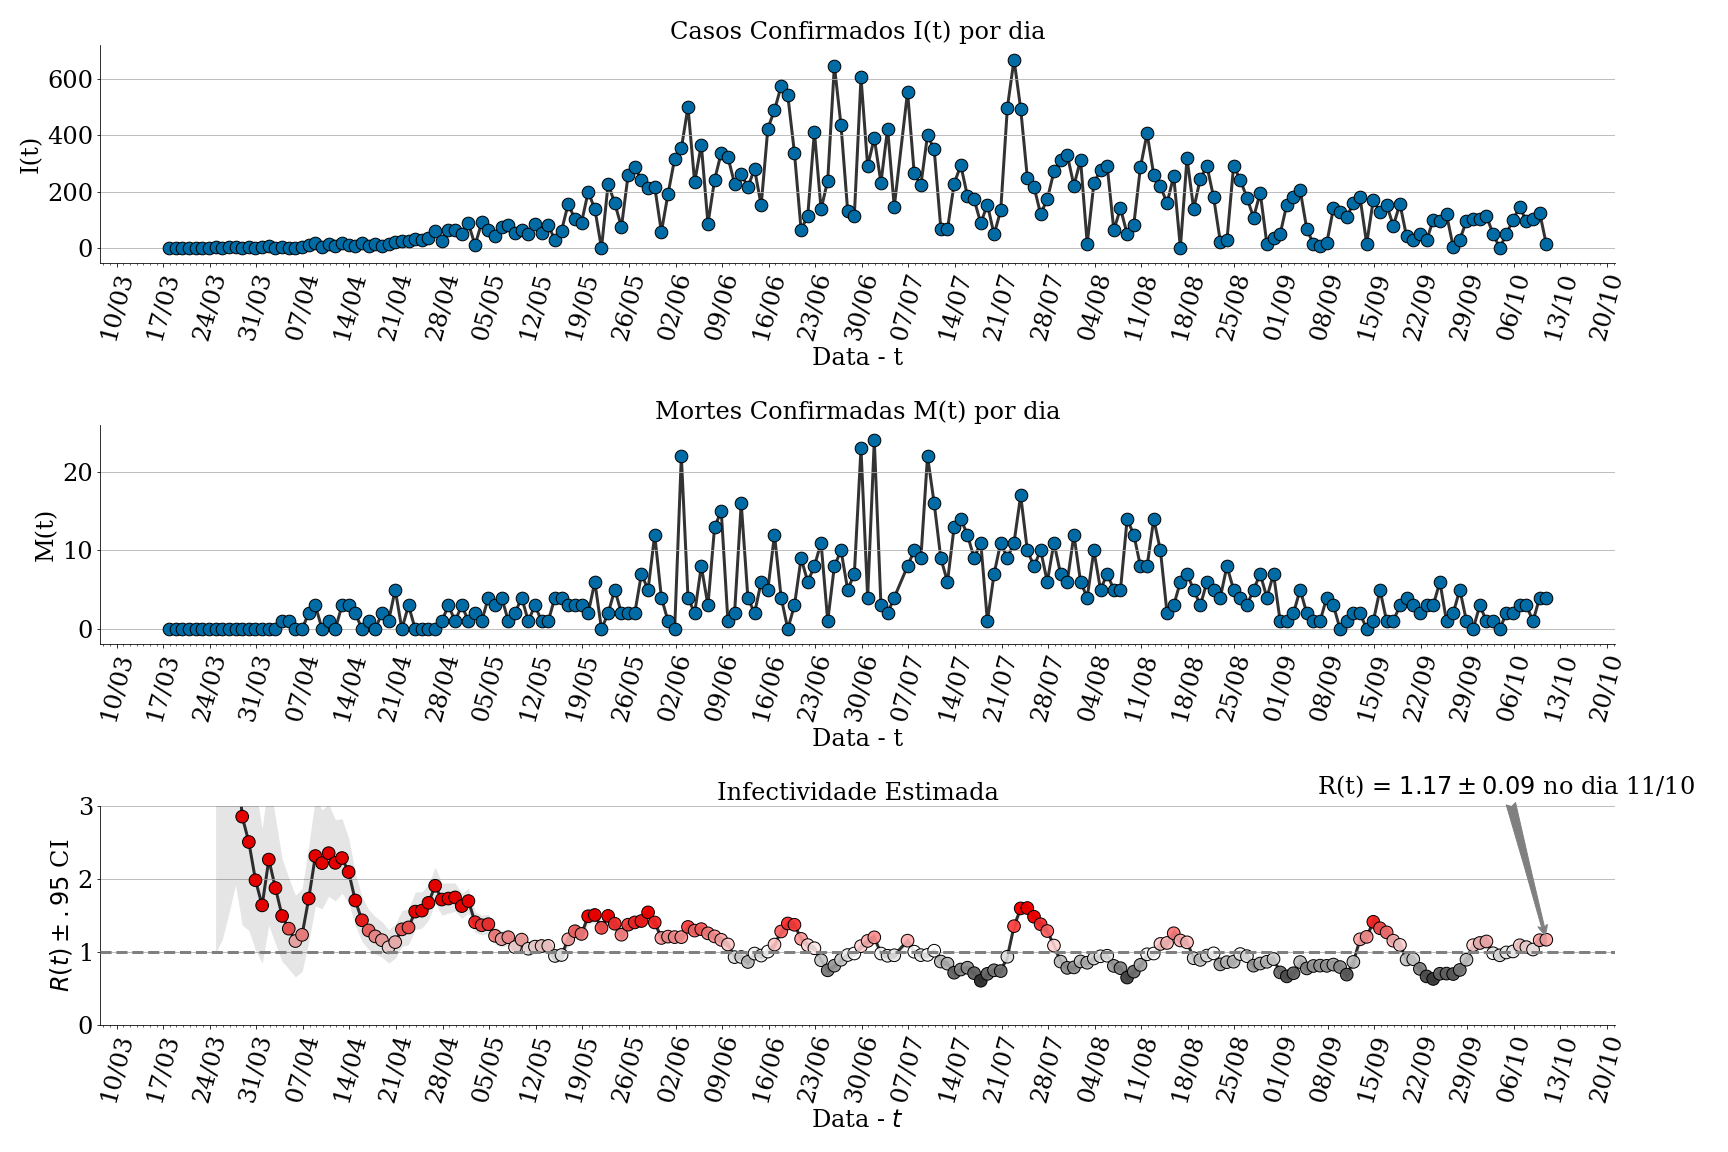 Casos Confirmados I(t) por dia
I(t)
600
400
200
0
10/03 17/03 24/03 31/03 07/04 14/04 21/04 28/04 05/05 12/05 19/05 26/05 02/06 09/06 16/06 23/06 30/06 07/07 14/07 21/07 28/07 04/08 11/08 18/08 25/08 01/09 08/09 15/09 22/09 29/09 06/10 13/10 20/10
Data - t
Mortes Confirmadas M(t) por dia
M(t)
20
10
0
10/03 17/03 24/03 31/03 07/04 14/04 21/04 28/04 05/05 12/05 19/05 26/05 02/06 09/06 16/06 23/06 30/06 07/07 14/07 21/07 28/07 04/08 11/08 18/08 25/08 01/09 08/09 15/09 22/09 29/09 06/10 13/10 20/10
Data - t
R(t) = 1.17 ± 0.09 no dia 11/10
Infectividade Estimada
R(t) ± .95 CI
3
2
1
0
10/03 17/03 24/03 31/03 07/04 14/04 21/04 28/04 05/05 12/05 19/05 26/05 02/06 09/06 16/06 23/06 30/06 07/07 14/07 21/07 28/07 04/08 11/08 18/08 25/08 01/09 08/09 15/09 22/09 29/09 06/10 13/10 20/10
Data - t